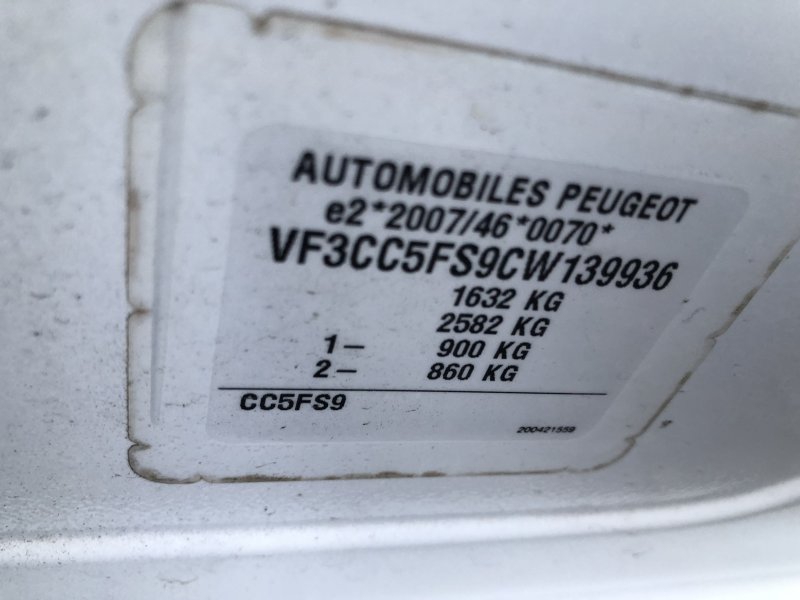 AUTOMOBILES PEUGEOT
e2*2007/46*0070*
VF3CC5FS9CW139936
1632 KG
2582 KG
1- 900 KG
2- 860 KG
CC5FS9
200421559